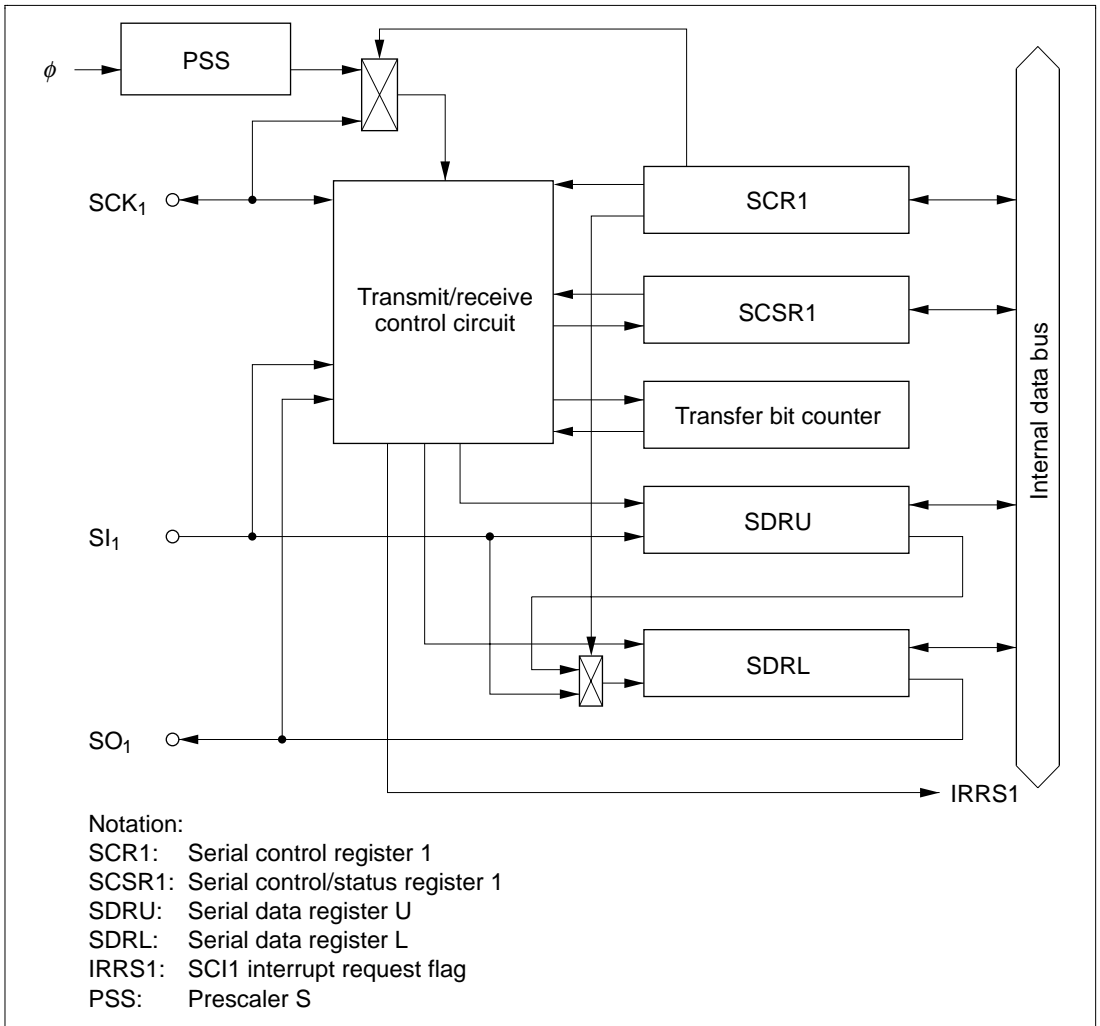 PSS
ϕ
SCK₁
SCR1
Transmit/receive
control circuit
SCSR1
Internal data bus
Transfer bit counter
SDRU
SI₁
SDRL
SO₁
IRRS1
Notation:
SCR1: Serial control register 1
SCSR1: Serial control/status register 1
SDRU: Serial data register U
SDRL: Serial data register L
IRRS1: SCI1 interrupt request flag
PSS: Prescaler S